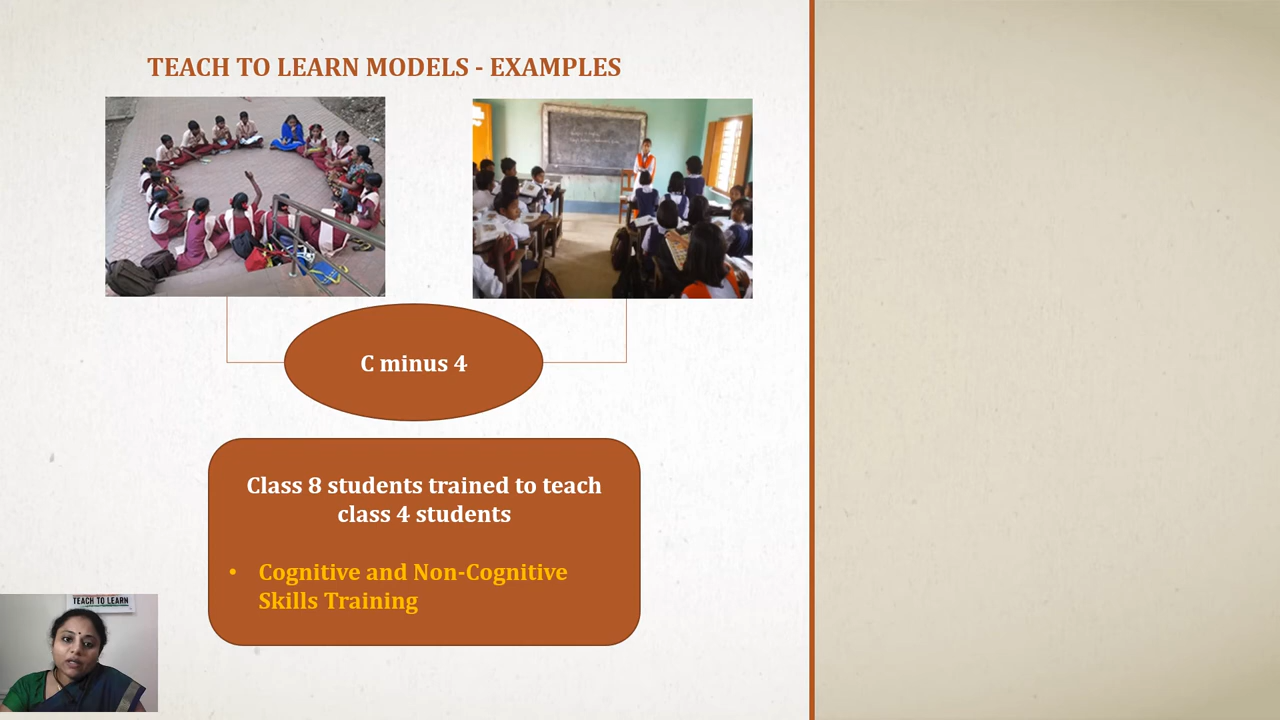 TEACH TO LEARN MODELS - EXAMPLES
C minus 4
Class 8 students trained to teach
class 4 students
• Cognitive and Non-Cognitive
Skills Training
TEACH TO LEARN